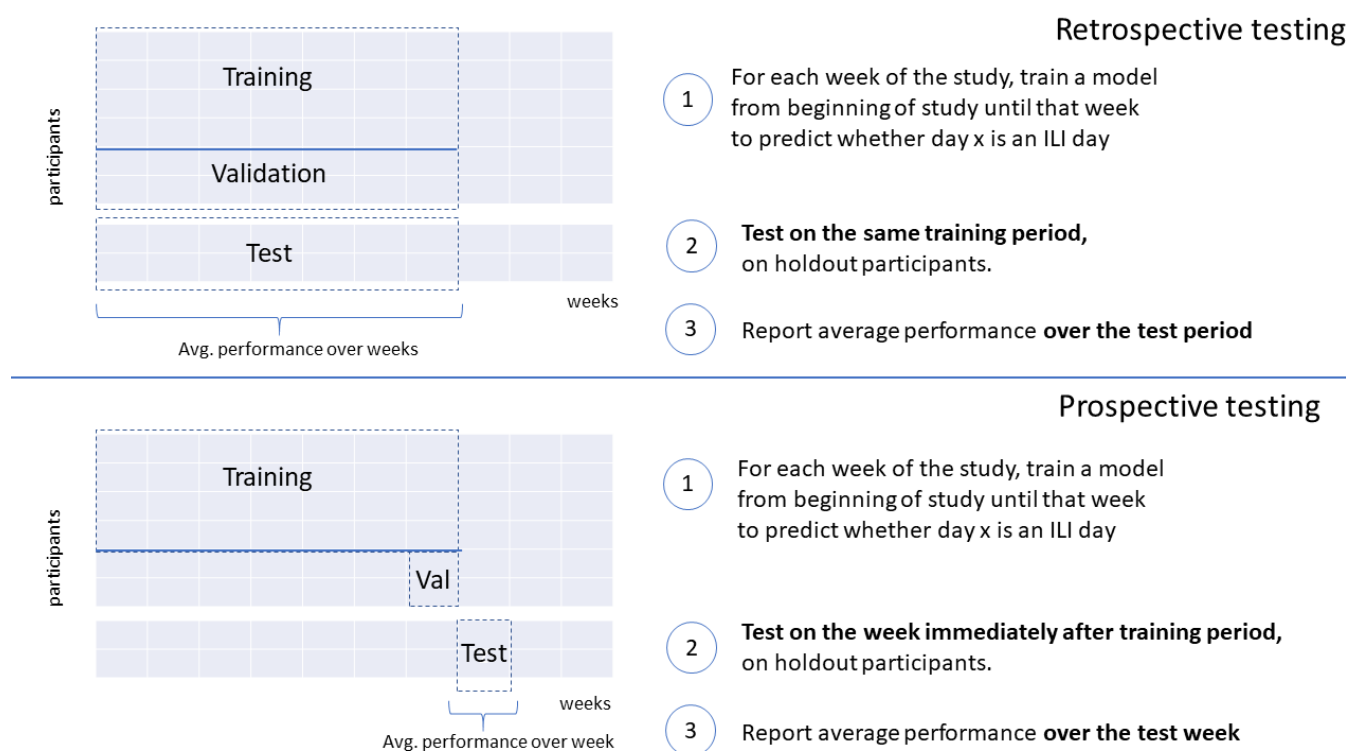 Retrospective testing
participants
Training
Validation
Test
weeks
Avg. performance over weeks
1
For each week of the study, train a model
from beginning of study until that week
to predict whether day x is an ILI day
2
Test on the same training period,
on holdout participants.
3
Report average performance over the test period
Prospective testing
participants
Training
Val
Test
weeks
Avg. performance over week
1
For each week of the study, train a model
from beginning of study until that week
to predict whether day x is an ILI day
2
Test on the week immediately after training period,
on holdout participants.
3
Report average performance over the test week